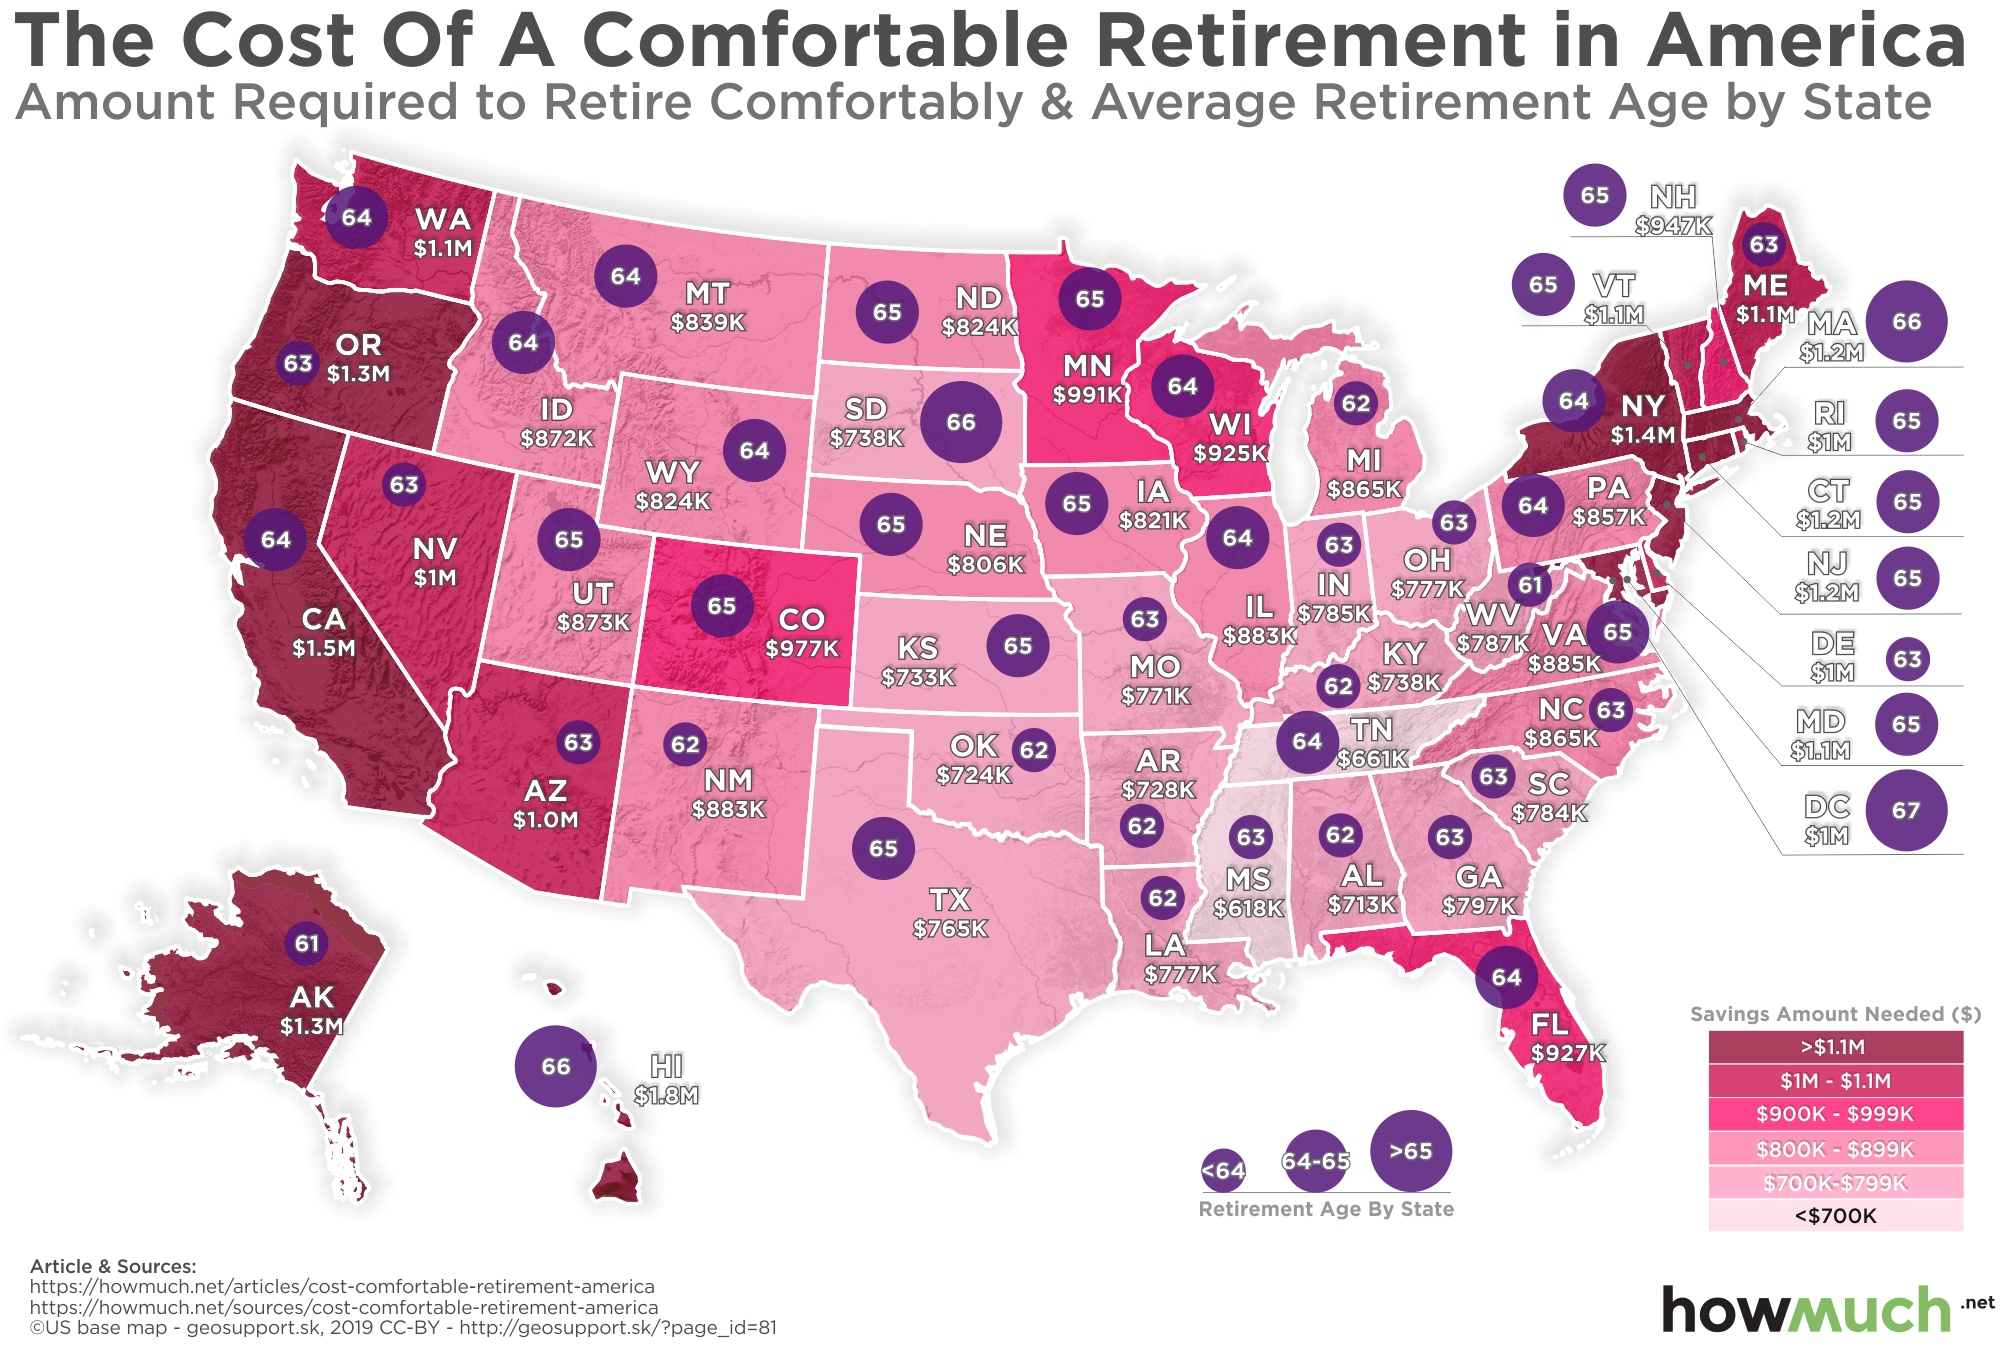 The Cost Of A Comfortable Retirement in America
Amount Required to Retire Comfortably & Average Retirement Age by State
64
WA
$1.1M
63
OR
$1.3M
64
CA
$1.5M
63
NV
$1M
64
ID
$872K
64
MT
$839K
64
WY
$824K
65
UT
$873K
65
CO
$977K
63
AZ
$1.0M
62
NM
$883K
65
ND
$824K
SD
$738K
66
65
NE
$806K
KS
$733K
65
OK
$724K
62
65
TX
$765K
65
MN
$991K
65
IA
$821K
63
MO
$771K
AR
$728K
62
62
LA
$777K
64
WI
$925K
64
IL
$883K
62
MI
$865K
63
IN
$785K
63
OH
$777K
62
KY
$738K
64
TN
$661K
63
MS
$618K
62
AL
$713K
63
GA
$797K
64
FL
$927K
63
SC
$784K
NC
$865K
63
VA
$885K
65
61
WV
$787K
64
PA
$857K
64
NY
$1.4M
65
VT
$1.1M
65
NH
$947K
63
ME
$1.1M
MA
$1.2M
66
RI
$1M
65
CT
$1.2M
65
NJ
$1.2M
65
DE
$1M
63
MD
$1.1M
65
DC
$1M
67
61
AK
$1.3M
66
HI
$1.8M
<64
64-65
>65
Retirement Age By State
Savings Amount Needed ($)
>$1.1M
$1M - $1.1M
$900K - $999K
$800K - $899K
$700K-$799K
<$700K
Article & Sources:
https://howmuch.net/articles/cost-comfortable-retirement-america
https://howmuch.net/sources/cost-comfortable-retirement-america
©US base map - geosupport.sk, 2019 CC-BY - http://geosupport.sk/?page_id=81
howmuch.net